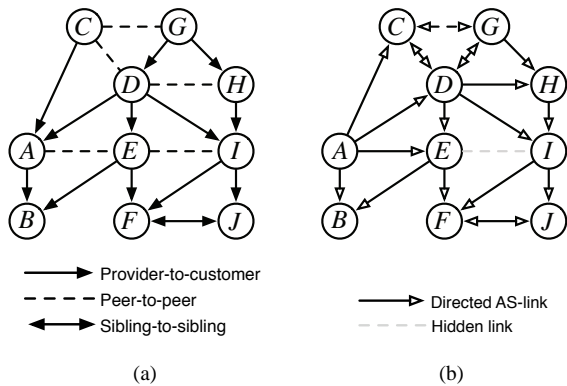 C G C G
D H D H
A E I A E I
B F J B F J
Provider-to-customer
Peer-to-peer Directed AS-link
Sibling-to-sibling Hidden link
(a) (b)